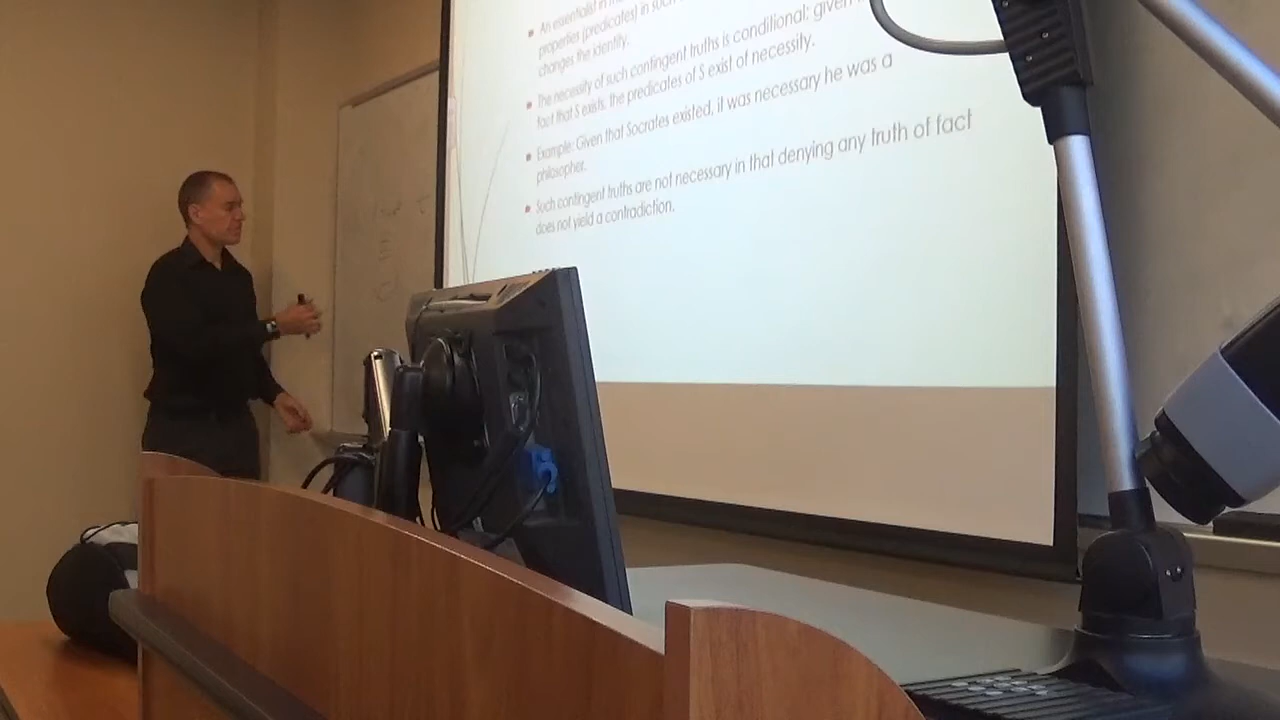 An essentialist in the
properties (predicates) in such
changes the identity.
The necessity of such contingent truths is conditional: given
fact that S exists, the predicates of S exist of necessity.
Example: Given that Socrates existed, it was necessary he was a
philosopher.
Such contingent truths are not necessary in that denying any truth of fact
does not yield a contradiction.